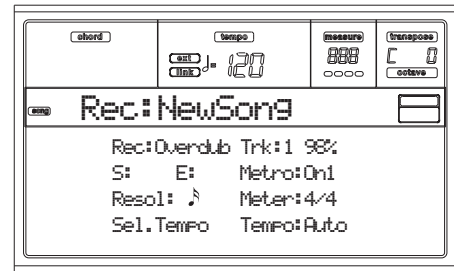 chord tempo measure transpose
ext link ♩= 120 888 C 0
octave
song Rec:NewSong
Rec:Overdub Trk:1 98%
S: E: Metro:On1
Resol: 𝅘𝅥𝅯 Meter:4/4
Sel.Tempo Tempo:Auto